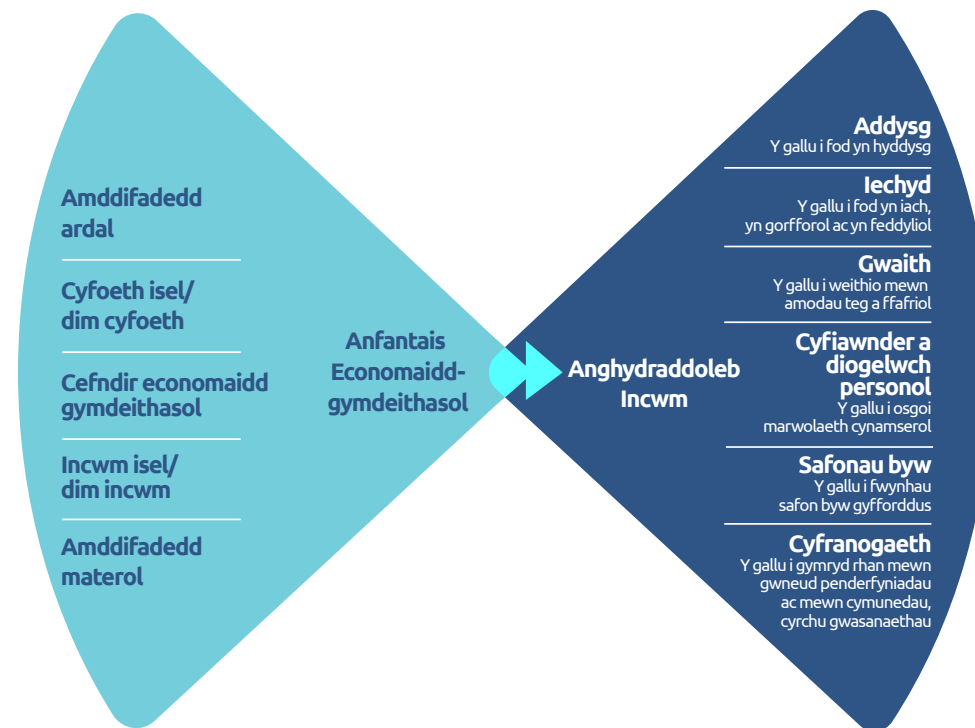 Amddifadedd
ardal
Cyfoeth isel/
dim cyfoeth
Cefndir economaidd
gymdeithasol
Incwm isel/
dim incwm
Amddifadedd
materol
Anfantais
Economaidd-
gymdeithasol
Anghydraddoleb
Incwm
Addysg
Y gallu i fod yn hyddysg
Iechyd
Y gallu i fod yn iach,
yn gorfforol ac yn feddyliol
Gwaith
Y gallu i weithio mewn
amodau teg a ffafriol
Cyfiawnder a
diogelwch
personol
Y gallu i osgoi
marwolaeth cynamserol
Safonau byw
Y gallu i fwynhau
safon byw gyfforddus
Cyfranogaeth
Y gallu i gymryd rhan mewn
gwneud penderfyniadau
ac mewn cymunedau,
cyrchu gwasanaethau